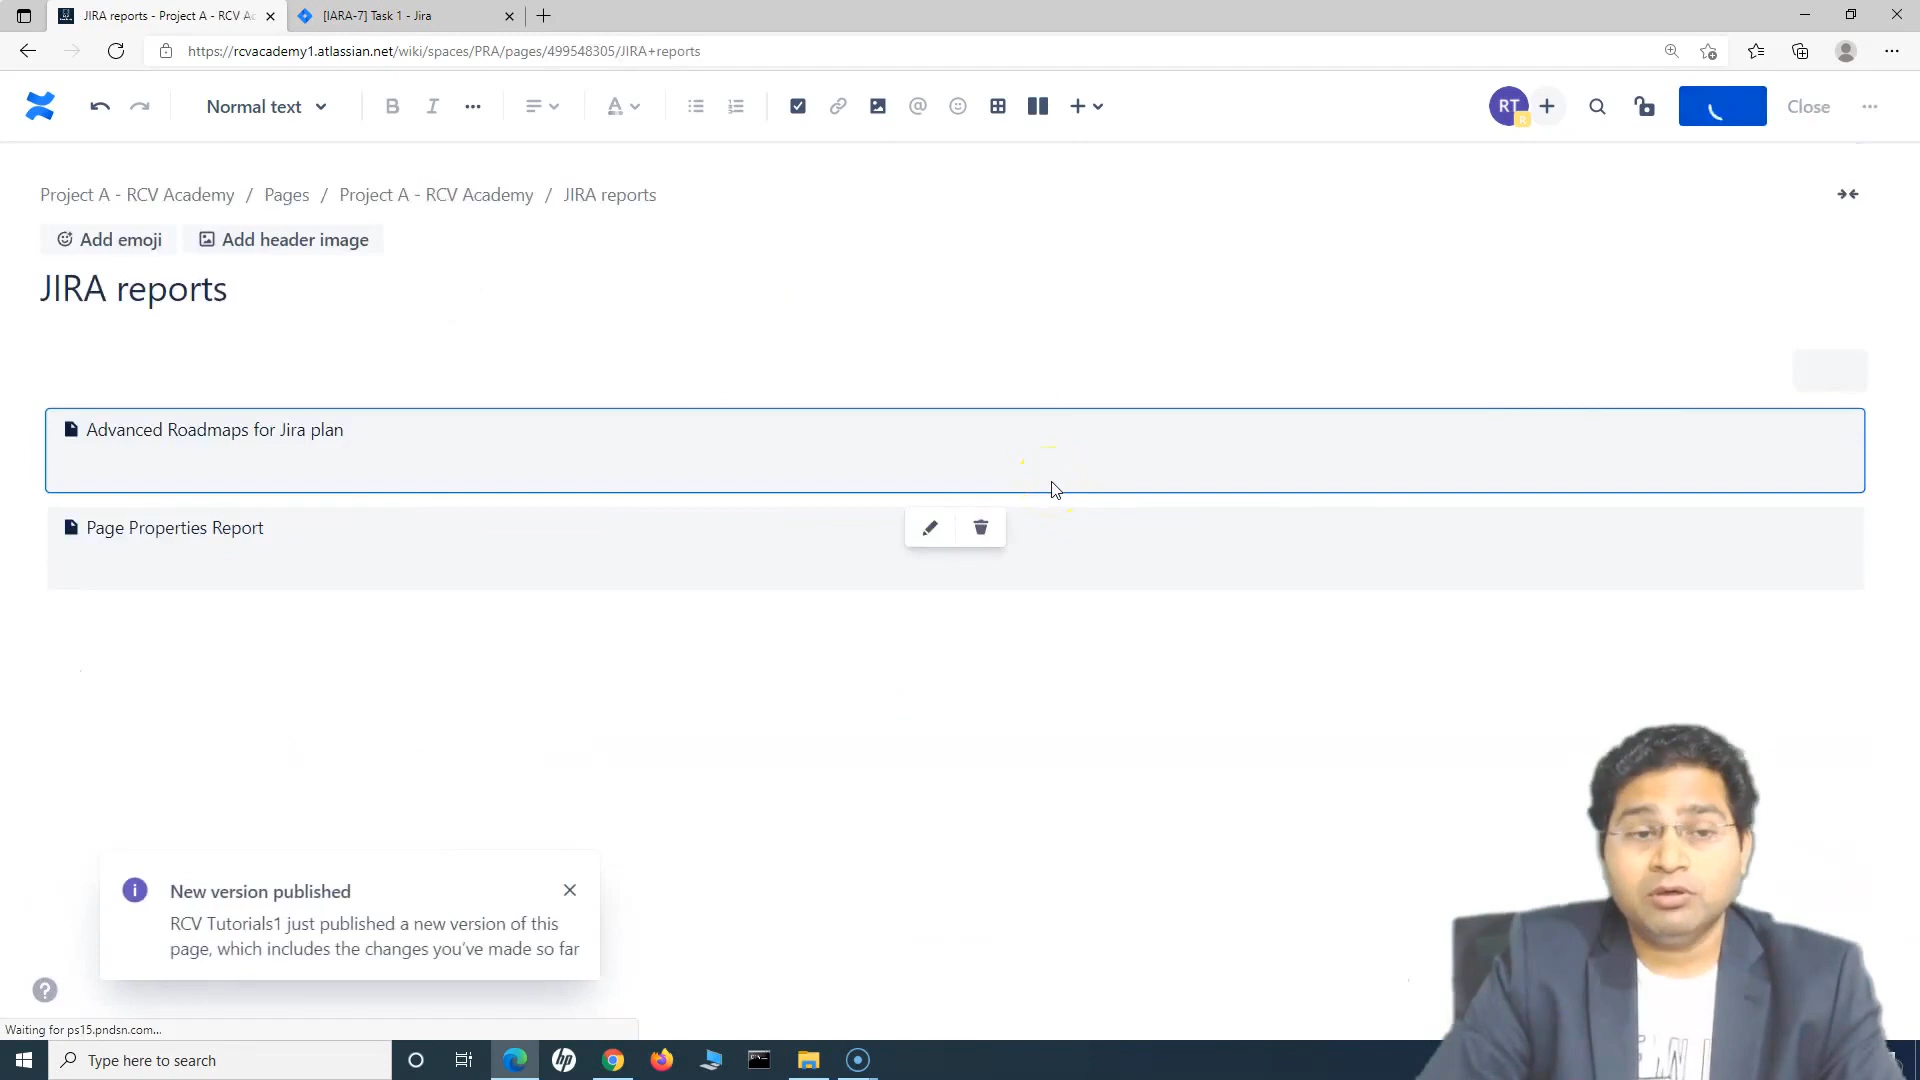 JIRA reports - Project A - RCV Ac
[IARA-7] Task 1 - Jira
https://rcvacademy1.atlassian.net/wiki/spaces/PRA/pages/499548305/JIRA+reports
Normal text
B I A @
RT
R
Close
Project A - RCV Academy / Pages / Project A - RCV Academy / JIRA reports
Add emoji
Add header image
JIRA reports
Advanced Roadmaps for Jira plan
Page Properties Report
New version published
RCV Tutorials1 just published a new version of this
page, which includes the changes you've made so far
?
Waiting for ps15.pndsn.com...
Type here to search
hp